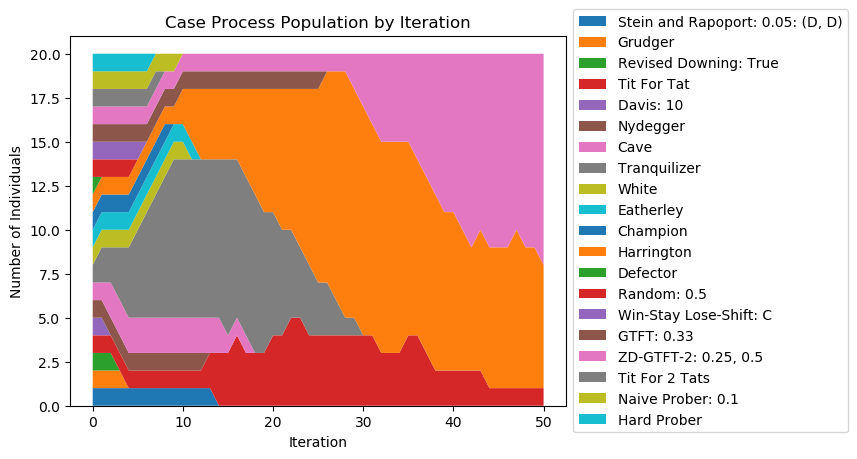 Case Process Population by Iteration
Number of Individuals
20.0
17.5
15.0
12.5
10.0
7.5
5.0
2.5
0.0
0
10
20
30
40
50
Iteration
Stein and Rapoport: 0.05: (D, D)
Grudger
Revised Downing: True
Tit For Tat
Davis: 10
Nydegger
Cave
Tranquilizer
White
Eatherley
Champion
Harrington
Defector
Random: 0.5
Win-Stay Lose-Shift: C
GTFT: 0.33
ZD-GTFT-2: 0.25, 0.5
Tit For 2 Tats
Naive Prober: 0.1
Hard Prober